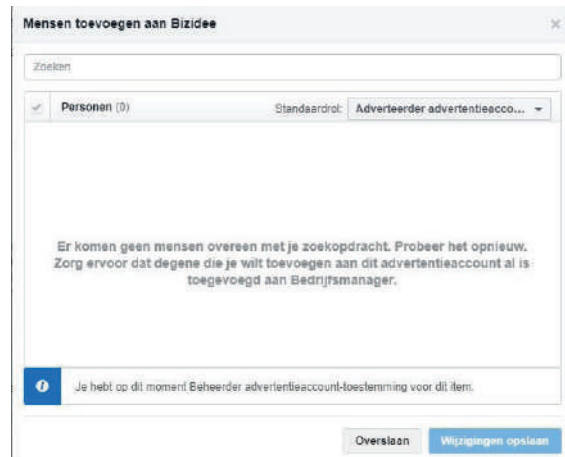 Mensen toevoegen aan Bizidee
Zoeken
Personen (0)
Standaardrol:
Adverteerder advertentieacco...
Er komen geen mensen overeen met je zoekopdracht. Probeer het opnieuw.
Zorg ervoor dat degene die je wilt toevoegen aan dit advertentieaccount al is
toegevoegd aan Bedrijfsmanager.
Je hebt op dit moment Beheerder advertentieaccount-toestemming voor dit item.
Overslaan
Wijzigingen opslaan